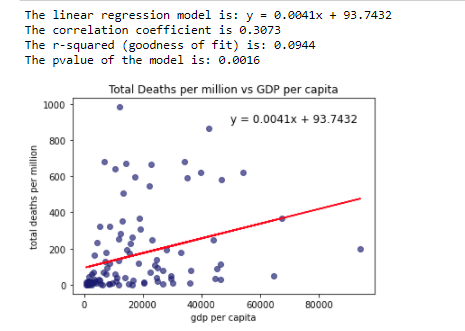 The linear regression model is: y = 0.0041x + 93.7432
The correlation coefficient is 0.3073
The r-squared (goodness of fit) is: 0.0944
The pvalue of the model is: 0.0016
Total Deaths per million vs GDP per capita
y = 0.0041x + 93.7432
1000
800
600
400
200
0
total deaths per million
0 20000 40000 60000 80000
gdp per capita